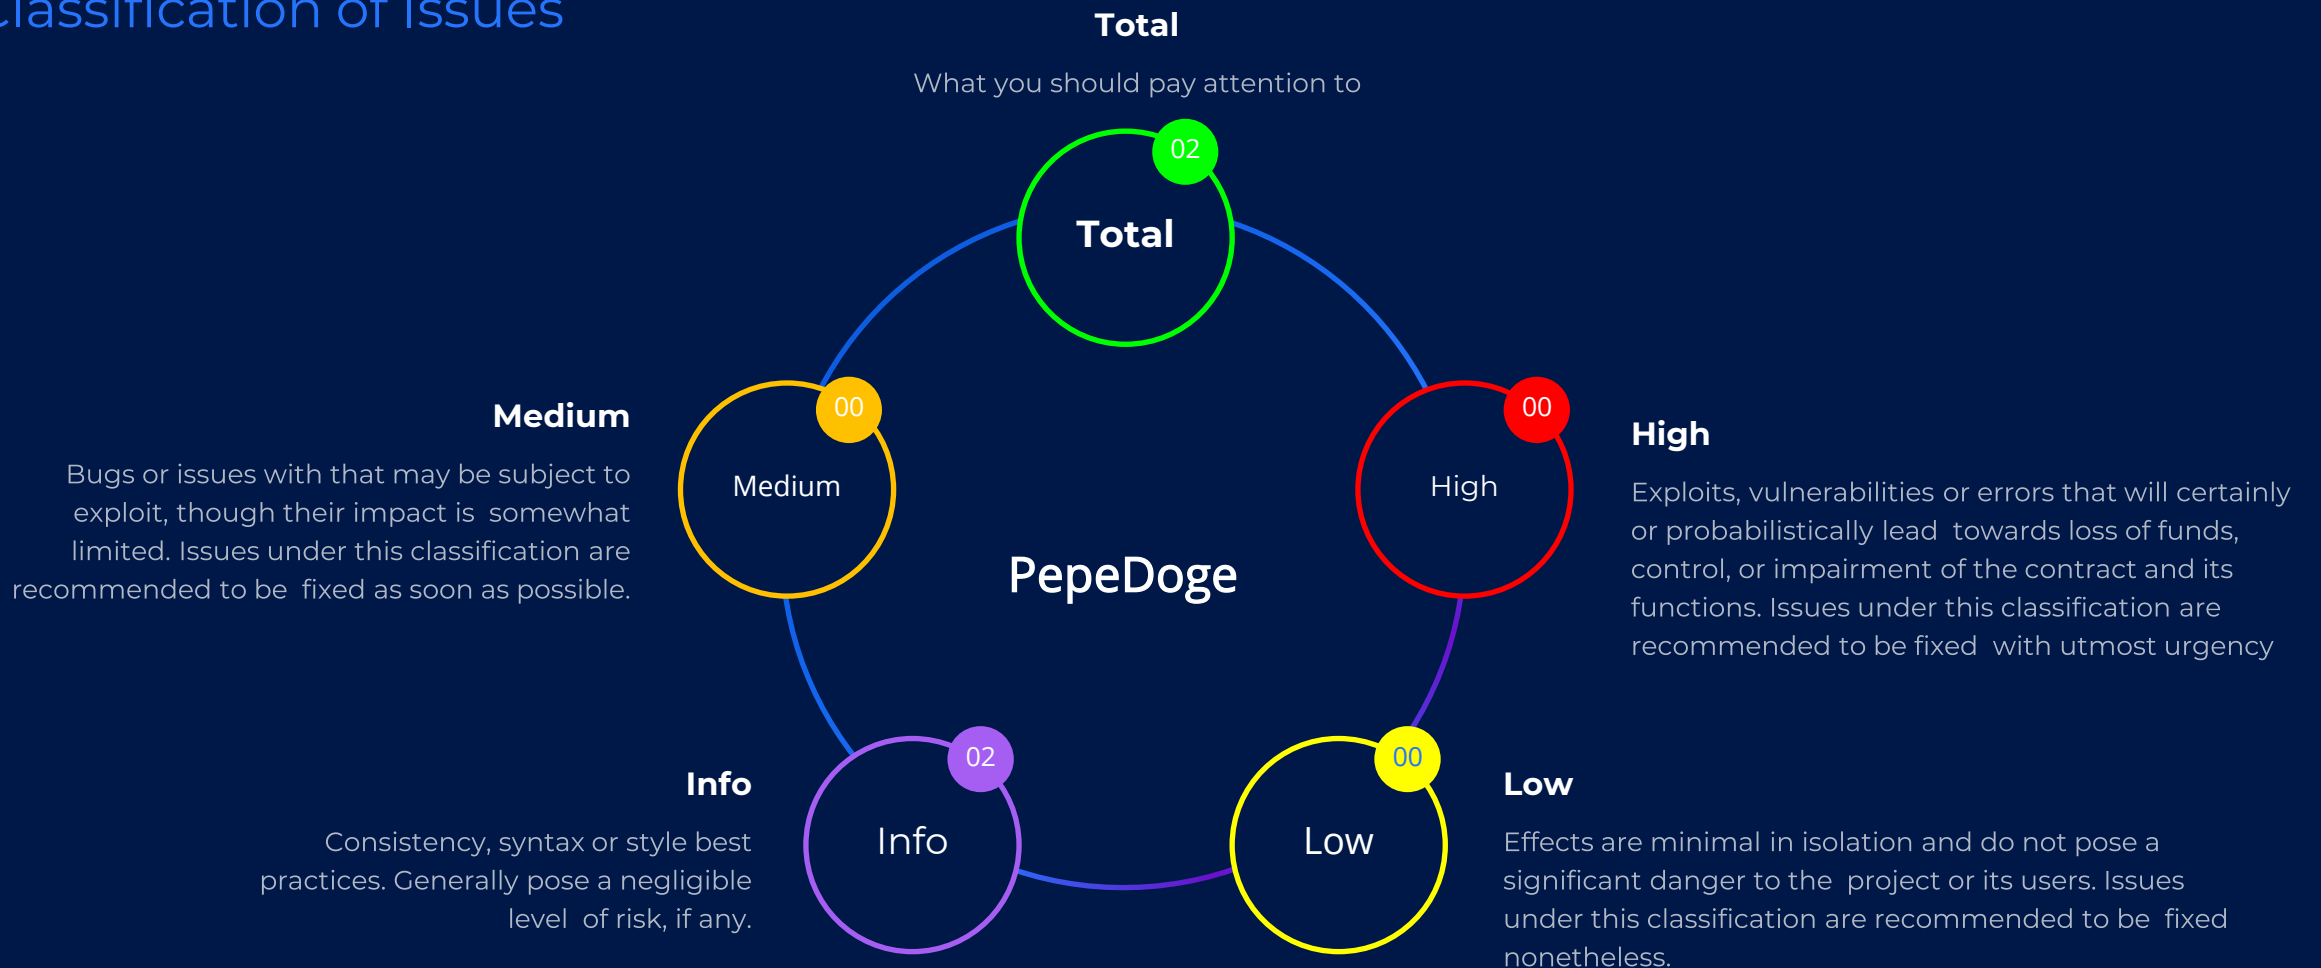 Classification of Issues
Total
What you should pay attention to
02
Total
Medium
Bugs or issues with that may be subject to
exploit, though their impact is somewhat
limited. Issues under this classification are
recommended to be fixed as soon as possible.
00
Medium
00
High
High
Exploits, vulnerabilities or errors that will certainly
or probabilistically lead towards loss of funds,
control, or impairment of the contract and its
functions. Issues under this classification are
recommended to be fixed with utmost urgency
PepeDoge
Info
Consistency, syntax or style best
practices. Generally pose a negligible
level of risk, if any.
02
Info
00
Low
Low
Effects are minimal in isolation and do not pose a
significant danger to the project or its users. Issues
under this classification are recommended to be fixed
nonetheless.